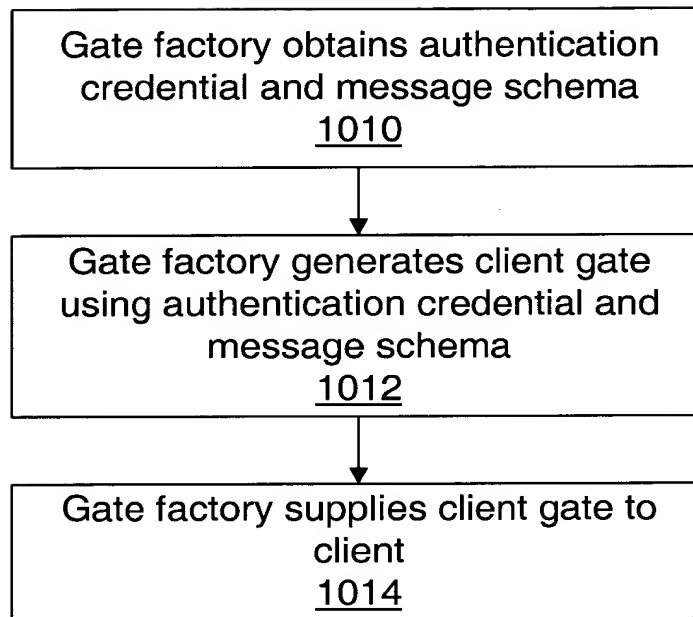 Gate factory obtains authentication
credential and message schema
1010
Gate factory generates client gate
using authentication credential and
message schema
1012
Gate factory supplies client gate to
client
1014